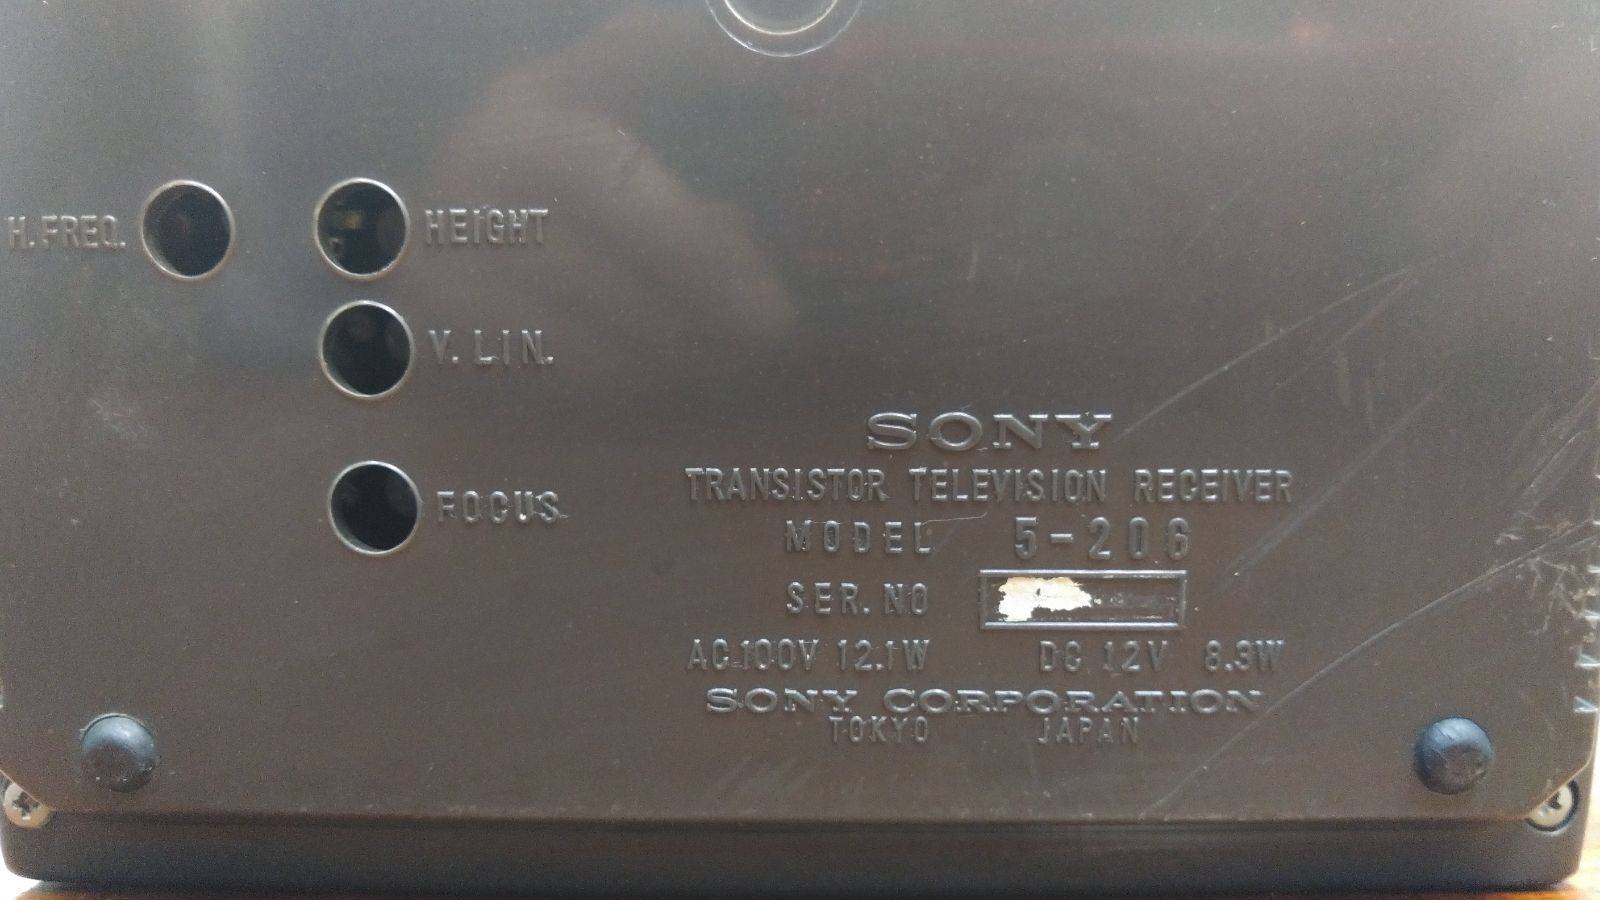 H.FREQ.
HEIGHT
V. LIN.
FOCUS
SONY
TRANSISTOR TELEVISION RECEIVER
MODEL 5-206
SER. NO
AC.100V 12.1W DC 12V 8.3W
SONY CORPORATION
TOKYO JAPAN